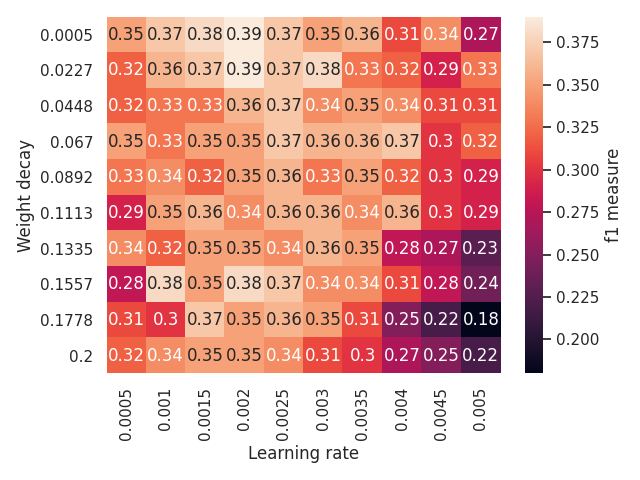 0.0005 0.35 0.37 0.38 0.39 0.37 0.35 0.36 0.31 0.34 0.27
0.0227 0.32 0.36 0.37 0.39 0.37 0.38 0.33 0.32 0.29 0.33
0.0448 0.32 0.33 0.33 0.36 0.37 0.34 0.35 0.34 0.31 0.31
0.067 0.35 0.33 0.35 0.35 0.37 0.36 0.36 0.37 0.3 0.32
0.0892 0.33 0.34 0.32 0.35 0.36 0.33 0.35 0.32 0.3 0.29
0.1113 0.29 0.35 0.36 0.34 0.36 0.36 0.34 0.36 0.3 0.29
0.1335 0.34 0.32 0.35 0.35 0.34 0.36 0.35 0.28 0.27 0.23
0.1557 0.28 0.38 0.35 0.38 0.37 0.34 0.34 0.31 0.28 0.24
0.1778 0.31 0.3 0.37 0.35 0.36 0.35 0.31 0.25 0.22 0.18
0.2 0.32 0.34 0.35 0.35 0.34 0.31 0.3 0.27 0.25 0.22
0.0005 0.001 0.0015 0.002 0.0025 0.003 0.0035 0.004 0.0045 0.005
Learning rate
Weight decay
0.375
0.350
0.325
0.300
0.275
0.250
0.225
0.200
f1 measure